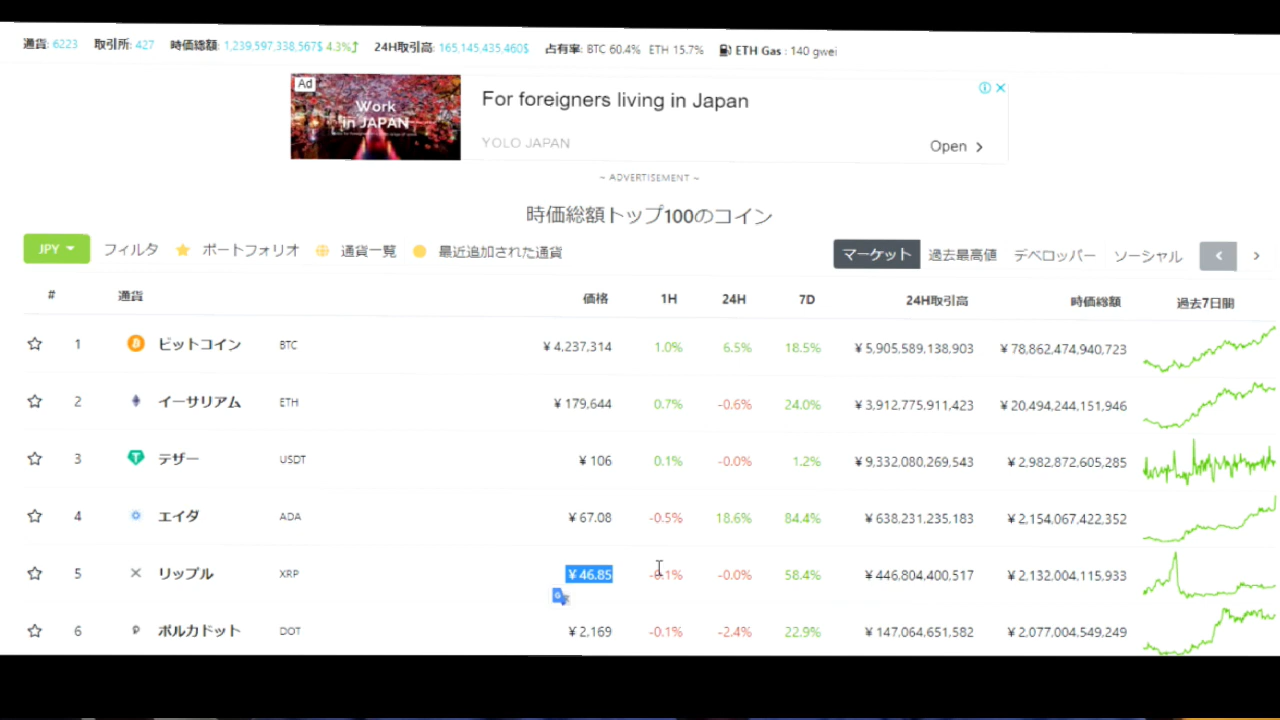 通貨: 6223 取引所: 427 時価総額: 1,239,597,338,567$ 4.3% 24H取引高: 165,145,435,460$ 占有率: BTC 60.4% ETH 15.7% ETH Gas : 140 gwei
Ad
Work
in JAPAN
For foreigners living in Japan
YOLO JAPAN
Open
~ ADVERTISEMENT ~
時価総額トップ100のコイン
JPY フィルタ ポートフォリオ 通貨一覧 最近追加された通貨 マーケット 過去最高値 デベロッパー ソーシャル
# 通貨 価格 1H 24H 7D 24H取引高 時価総額 過去7日間
1 ビットコイン BTC ¥4,237,314 1.0% 6.5% 18.5% ¥5,905,589,138,903 ¥78,862,474,940,723
2 イーサリアム ETH ¥179,644 0.7% -0.6% 24.0% ¥3,912,775,911,423 ¥20,494,244,151,946
3 テザー USDT ¥106 0.1% -0.0% 1.2% ¥9,332,080,269,543 ¥2,982,872,605,285
4 エイダ ADA ¥67.08 -0.5% 18.6% 84.4% ¥638,231,235,183 ¥2,154,067,422,352
5 リップル XRP ¥46.85 -0.1% -0.0% 58.4% ¥446,804,400,517 ¥2,132,004,115,933
6 ポルカドット DOT ¥2,169 -0.1% -2.4% 22.9% ¥147,064,651,582 ¥2,077,004,549,249